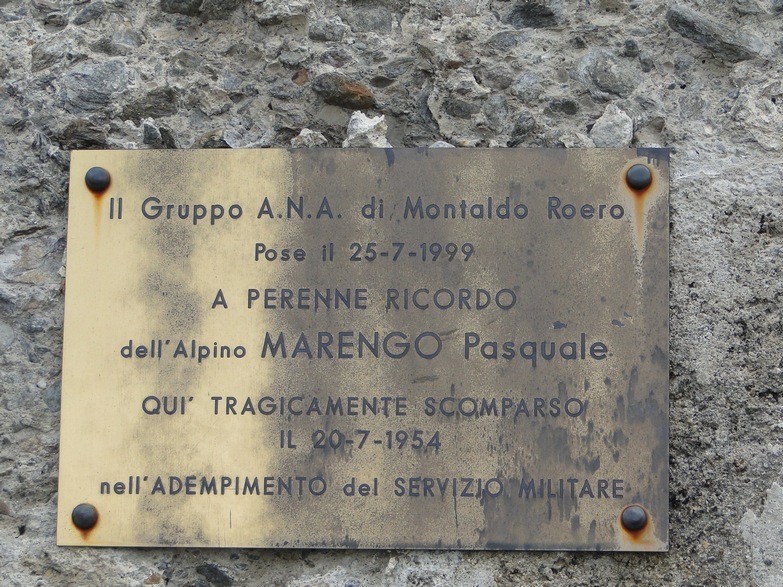 Il Gruppo A.N.A. di Montaldo Roero
Pose il 25-7-1999
A PERENNE RICORDO
dell'Alpino MARENGO Pasquale
QUI' TRAGICAMENTE SCOMPARSO
IL 20-7-1954
nell'ADEMPIMENTO del SERVIZIO MILITARE